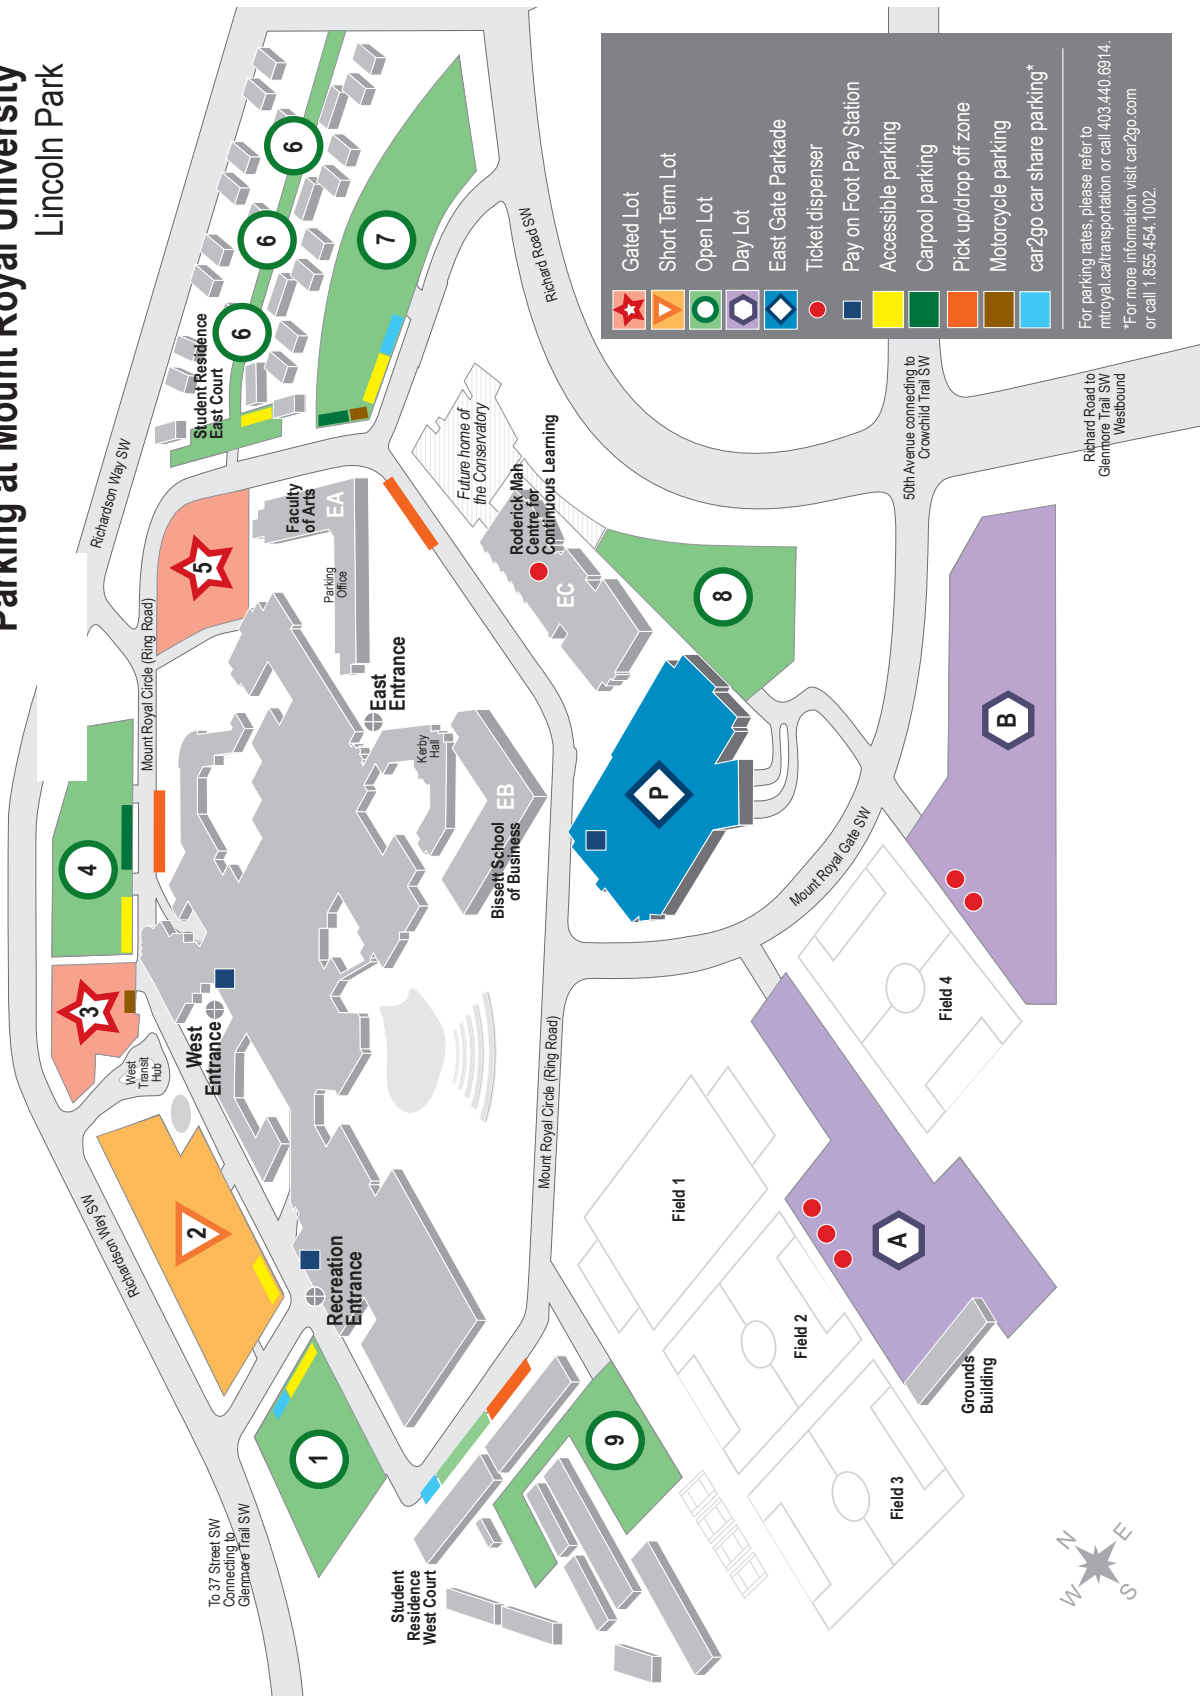 Parking at Mount Royal University
Lincoln Park
Richardson Way SW
Student Residence
East Court
6
6
6
7
Richard Road SW
Mount Royal Circle (Ring Road)
5
Faculty
of Arts
EA
Parking
Office
Future home of
the Conservatory
Roderick Mah
Centre for
Continuous Learning
EC
8
4
3
West
Transit
Hub
West
Entrance
East
Entrance
Kerby
Hall
EB
Bissett School
of Business
P
Mount Royal Gate SW
50th Avenue connecting to
Crowchild Trail SW
Richard Road to
Glenmore Trail SW
Westbound
B
Field 4
Richardson Way SW
2
Recreation
Entrance
Mount Royal Circle (Ring Road)
Field 1
Field 2
Field 3
A
Grounds
Building
1
To 37 Street SW
Connecting to
Glenmore Trail SW
Student
Residence
West Court
9
N
E
S
W
Gated Lot
Short Term Lot
Open Lot
Day Lot
East Gate Parkade
Ticket dispenser
Pay on Foot Pay Station
Accessible parking
Carpool parking
Pick up/drop off zone
Motorcycle parking
car2go car share parking*
For parking rates, please refer to
mtroyal.ca/transportation or call 403.440.6914.
*For more information visit car2go.com
or call 1.855.454.1002.